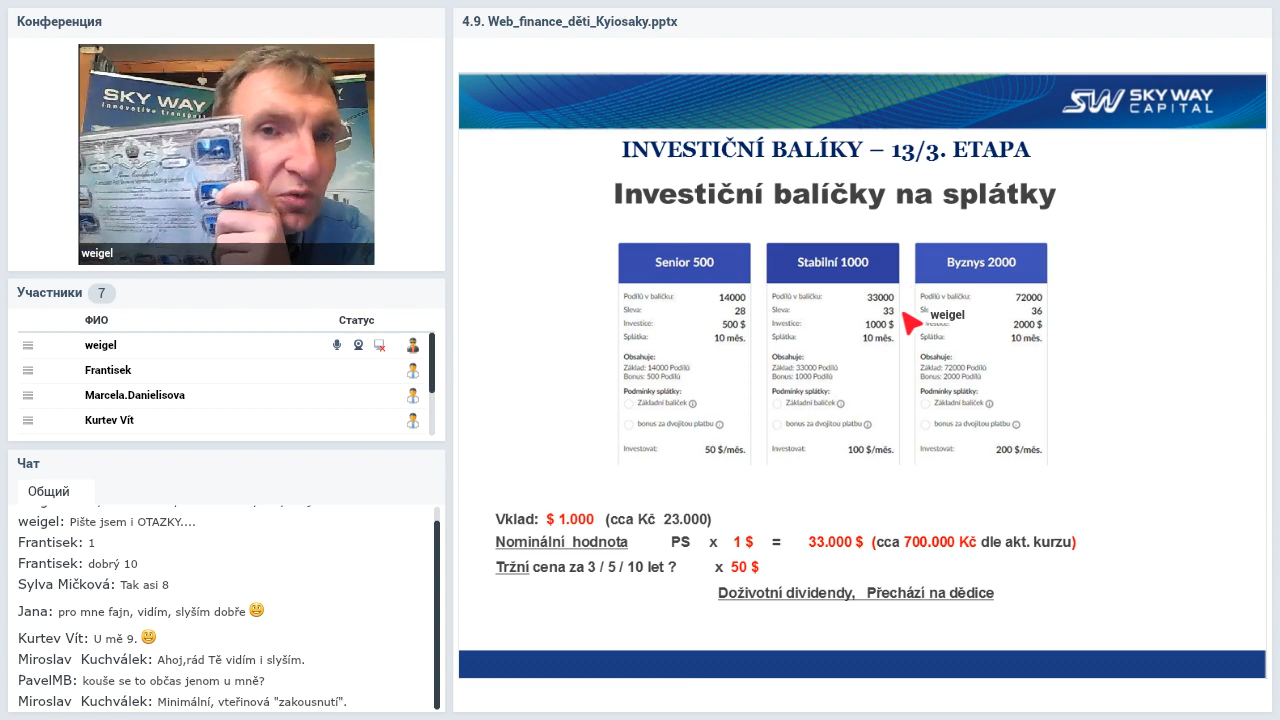 Конференция
SKY WAY
weigel
Участники 7
ФИО Статус
weigel
Frantisek
Marcela.Danielisova
Kurtev Vít
Чат
Общий
weigel: Pište jsem i OTAZKY....
Frantisek: 1
Frantisek: dobrý 10
Sylva Mičková: Tak asi 8
Jana: pro mne fajn, vidím, slyším dobře
Kurtev Vít: U mě 9.
Miroslav Kuchválek: Ahoj,rád Tě vidím i slyším.
PavelMB: kouše se to občas jenom u mně?
Miroslav Kuchválek: Minimální, vteřinová "zakousnutí".
4.9. Web_finance_děti_Kyiosaky.pptx
SW SKY WAY
CAPITAL
INVESTIČNÍ BALÍKY – 13/3. ETAPA
Investiční balíčky na splátky
Senior 500
Podílů v balíčku: 14000
Sleva: 28
Investice: 500 $
Splátka: 10 měs.
Obsahuje:
Základ: 14000 Podílů
Bonus: 500 Podílů
Podmínky splátky:
Základní balíček
bonus za dvojitou platbu
Investovat: 50 $/měs.
Stabilní 1000
Podílů v balíčku: 33000
Sleva: 33
Investice: 1000 $
Splátka: 10 měs.
Obsahuje:
Základ: 33000 Podílů
Bonus: 1000 Podílů
Podmínky splátky:
Základní balíček
bonus za dvojitou platbu
Investovat: 100 $/měs.
Byznys 2000
Podílů v balíčku: 72000
36
weigel
2000 $
Splátka: 10 měs.
Obsahuje:
Základ: 72000 Podílů
Bonus: 2000 Podílů
Podmínky splátky:
Základní balíček
bonus za dvojitou platbu
Investovat: 200 $/měs.
Vklad: $ 1.000 (cca Kč 23.000)
Nominální hodnota PS x 1 $ = 33.000 $ (cca 700.000 Kč dle akt. kurzu)
Tržní cena za 3 / 5 / 10 let ? x 50 $
Doživotní dividendy, Přechází na dědice